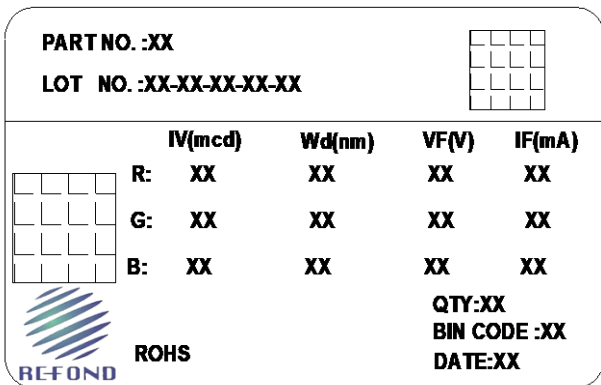 PART NO. :XX
LOT NO. :XX-XX-XX-XX-XX
IV(mcd) Wd(nm) VF(V) IF(mA)
R: XX XX XX XX
G: XX XX XX XX
B: XX XX XX XX
QTY:XX
BIN CODE :XX
ROHS
DATE:XX
REFOND